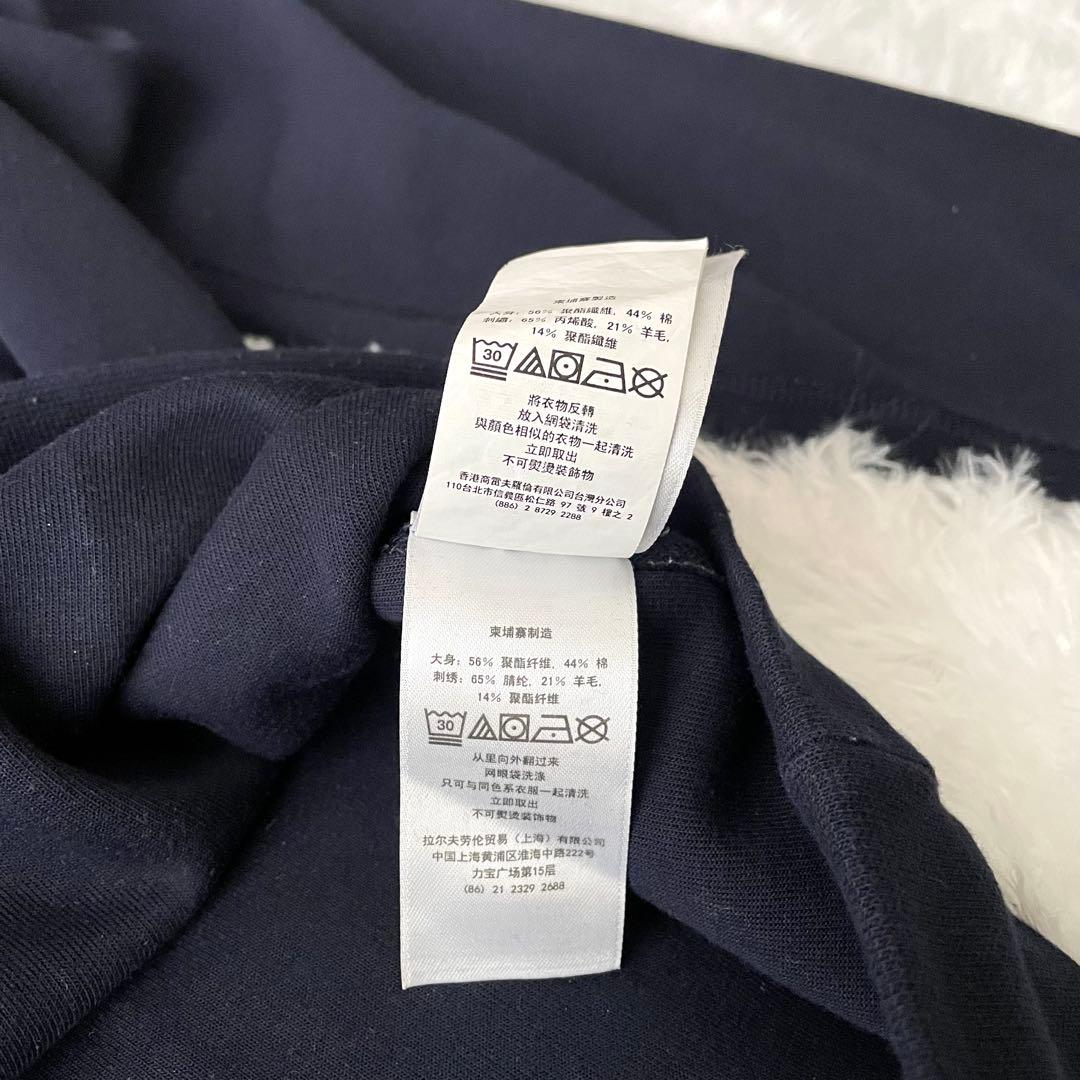 柬埔寨製造
大身: 56% 聚酯纖維, 44% 棉
刺繡: 65% 丙烯酸, 21% 羊毛,
14% 聚酯纖維
30
將衣物反轉
放入網袋清洗
與顏色相似的衣物一起清洗
立即取出
不可熨燙裝飾物
香港商雷夫羅倫有限公司台灣分公司
110台北市信義區松仁路 97 號 9 樓之 2
(886) 2 8729 2288
柬埔寨制造
大身: 56% 聚酯纤维, 44% 棉
刺绣: 65% 腈纶, 21% 羊毛,
14% 聚酯纤维
30
从里向外翻过来
网眼袋洗涤
只可与同色系衣服一起清洗
立即取出
不可熨烫装饰物
拉尔夫劳伦贸易 (上海) 有限公司
中国上海黄浦区淮海中路222号
力宝广场第15层
(86) 21 2329 2688